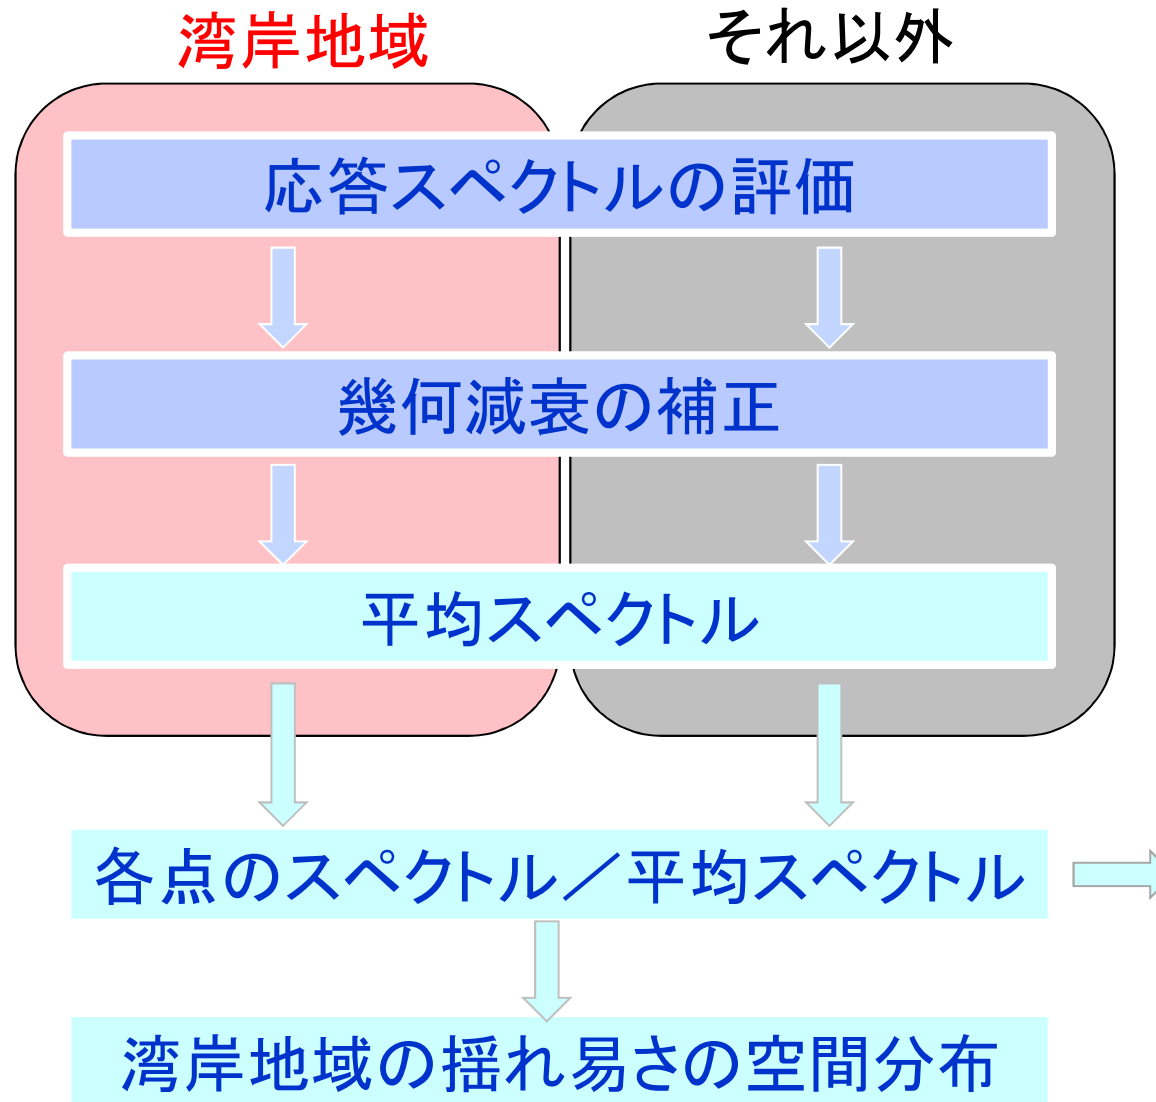 湾岸地域
それ以外
応答スペクトルの評価
幾何減衰の補正
平均スペクトル
各点のスペクトル／平均スペクトル
湾岸地域の揺れ易さの空間分布